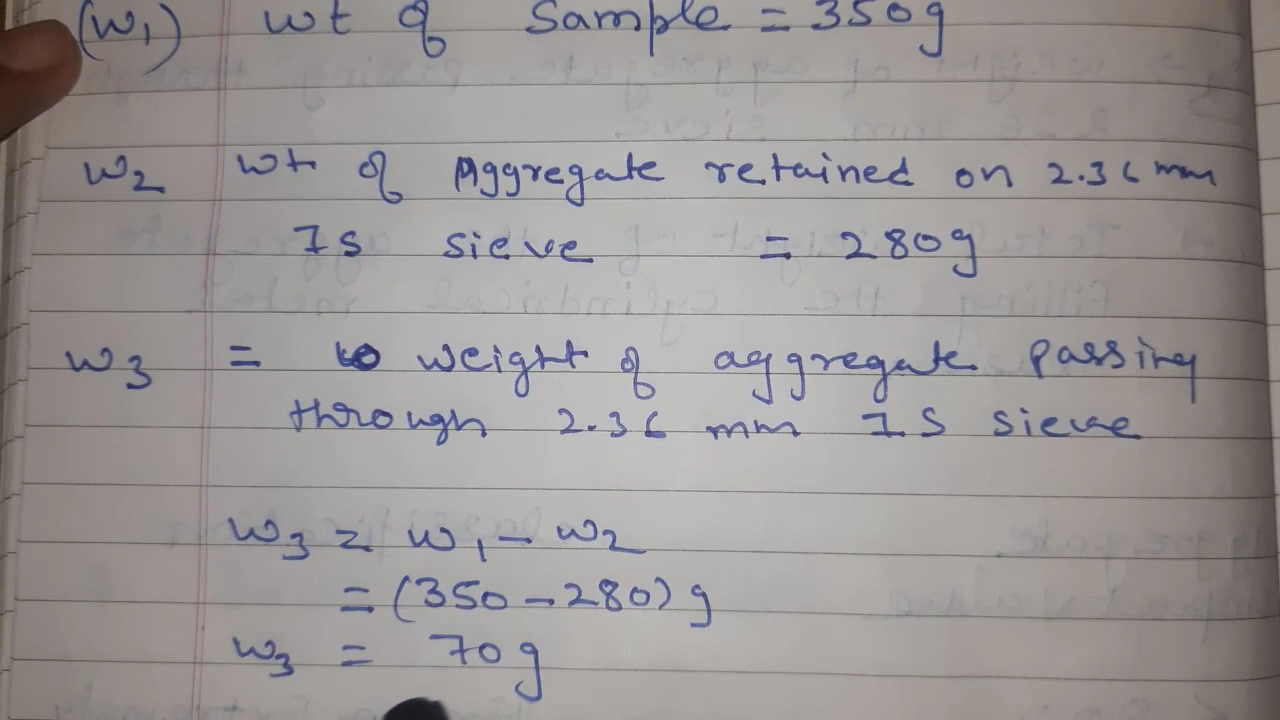 (W1) wt of Sample = 350g
W2 wt of Aggregate retained on 2.36 mm
IS sieve = 280g
W3 = weight of aggregate passing
through 2.36 mm IS sieve
W3 = W1 - W2
= (350 - 280) g
W3 = 70g